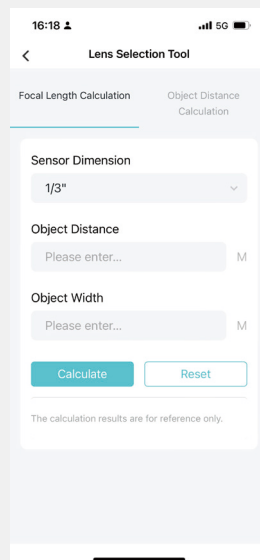 16:18
5G
Lens Selection Tool
Focal Length Calculation
Object Distance
Calculation
Sensor Dimension
1/3"
Object Distance
Please enter...
M
Object Width
Please enter...
M
Calculate
Reset
The calculation results are for reference only.